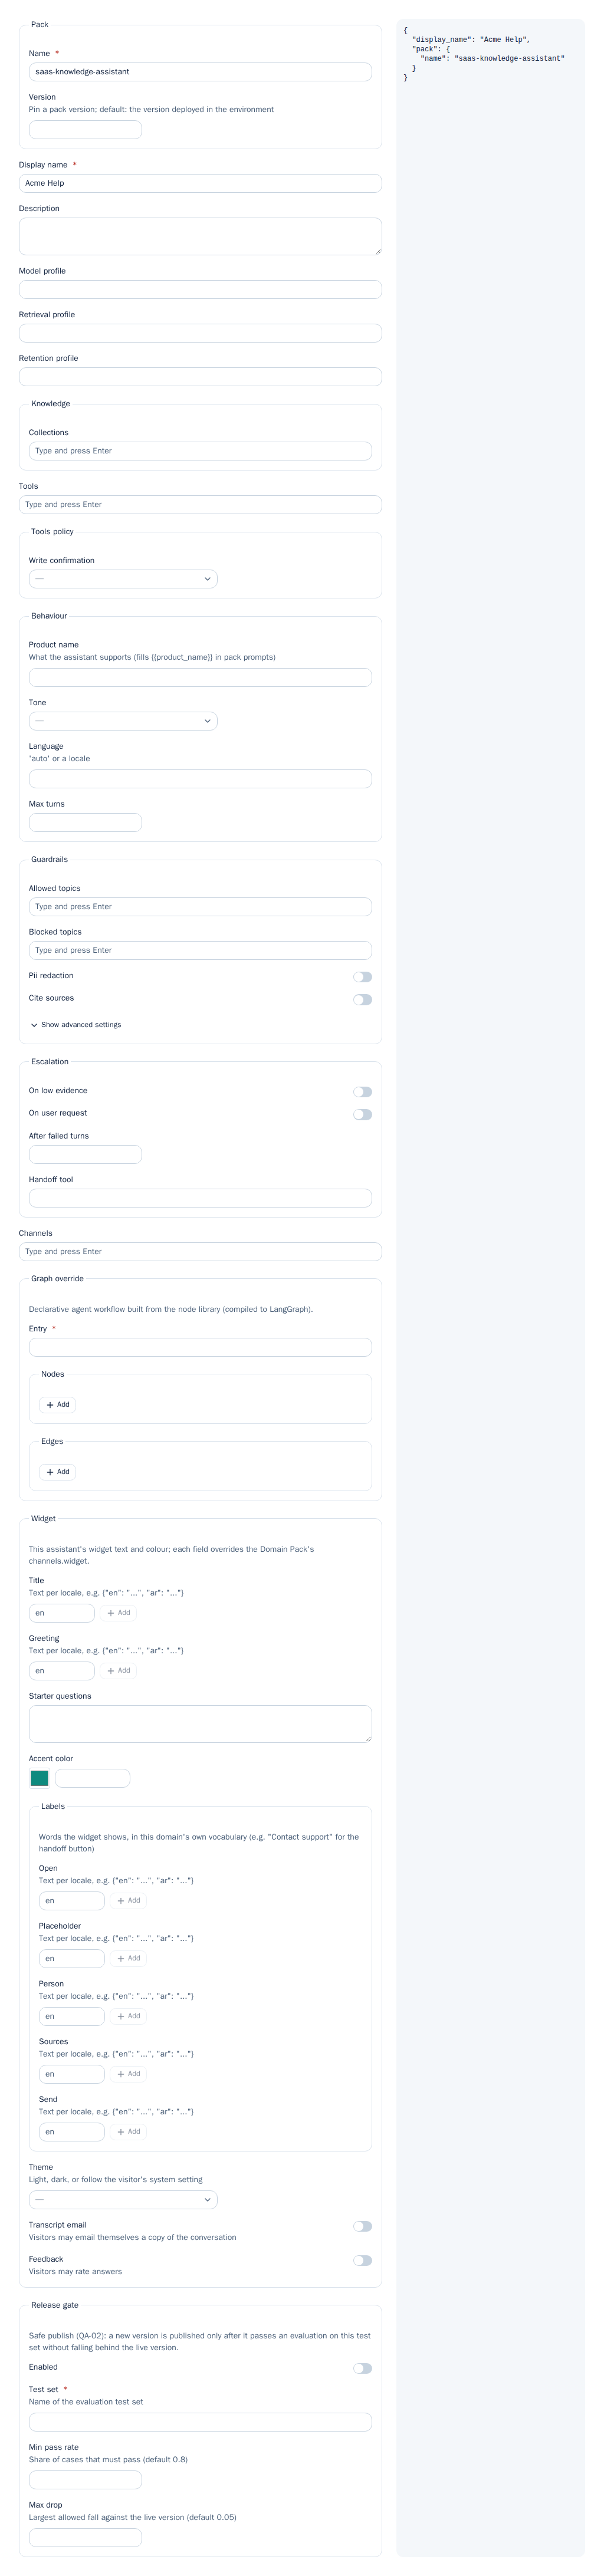 Pack
Name *
saas-knowledge-assistant
Version
Pin a pack version; default: the version deployed in the environment
Display name *
Acme Help
Description
Model profile
Retrieval profile
Retention profile
Knowledge
Collections
Type and press Enter
Tools
Type and press Enter
Tools policy
Write confirmation
—
Behaviour
Product name
What the assistant supports (fills {{product_name}} in pack prompts)
Tone
—
Language
'auto' or a locale
Max turns
Guardrails
Allowed topics
Type and press Enter
Blocked topics
Type and press Enter
Pii redaction
Cite sources
Show advanced settings
Escalation
On low evidence
On user request
After failed turns
Handoff tool
Channels
Type and press Enter
Graph override
Declarative agent workflow built from the node library (compiled to LangGraph).
Entry *
Nodes
+ Add
Edges
+ Add
Widget
This assistant's widget text and colour; each field overrides the Domain Pack's
channels.widget.
Title
Text per locale, e.g. {"en": "...", "ar": "..."}
en + Add
Greeting
Text per locale, e.g. {"en": "...", "ar": "..."}
en + Add
Starter questions
Accent color
Labels
Words the widget shows, in this domain's own vocabulary (e.g. "Contact support" for the
handoff button)
Open
Text per locale, e.g. {"en": "...", "ar": "..."}
en + Add
Placeholder
Text per locale, e.g. {"en": "...", "ar": "..."}
en + Add
Person
Text per locale, e.g. {"en": "...", "ar": "..."}
en + Add
Sources
Text per locale, e.g. {"en": "...", "ar": "..."}
en + Add
Send
Text per locale, e.g. {"en": "...", "ar": "..."}
en + Add
Theme
Light, dark, or follow the visitor's system setting
—
Transcript email
Visitors may email themselves a copy of the conversation
Feedback
Visitors may rate answers
Release gate
Safe publish (QA-02): a new version is published only after it passes an evaluation on this test
set without falling behind the live version.
Enabled
Test set *
Name of the evaluation test set
Min pass rate
Share of cases that must pass (default 0.8)
Max drop
Largest allowed fall against the live version (default 0.05)
{
"display_name": "Acme Help",
"pack": {
"name": "saas-knowledge-assistant"
}
}